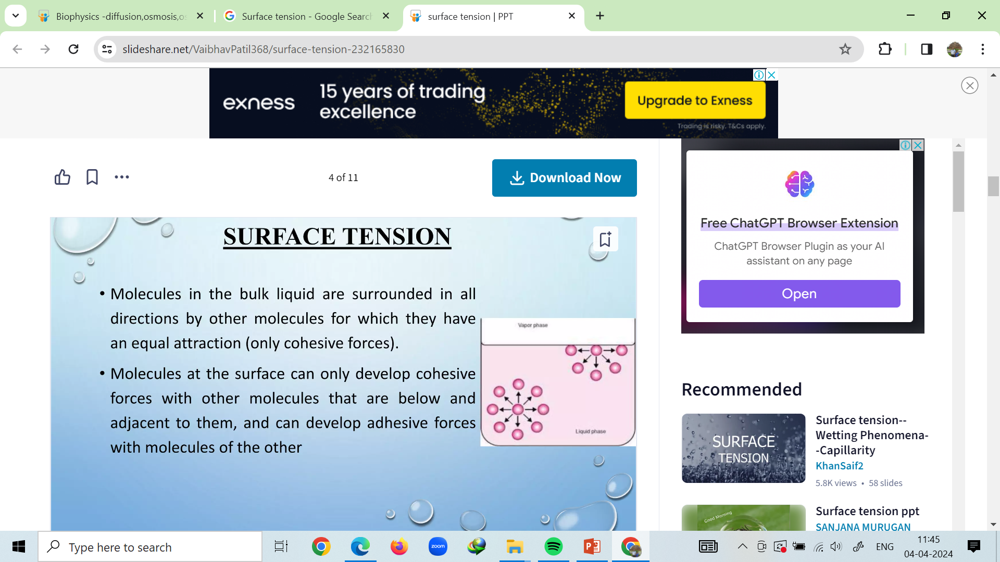 Biophysics -diffusion,osmosis,os
Surface tension - Google Search
surface tension | PPT
slideshare.net/VaibhavPatil368/surface-tension-232165830
exness
15 years of trading
excellence
Upgrade to Exness
Trading is risky. T&Cs apply.
4 of 11
Download Now
SURFACE TENSION
• Molecules in the bulk liquid are surrounded in all
directions by other molecules for which they have
an equal attraction (only cohesive forces).
• Molecules at the surface can only develop cohesive
forces with other molecules that are below and
adjacent to them, and can develop adhesive forces
with molecules of the other
Vapor phase
Liquid phase
Free ChatGPT Browser Extension
ChatGPT Browser Plugin as your AI
assistant on any page
Open
Recommended
SURFACE
TENSION
Surface tension--
Wetting Phenomena-
-Capillarity
KhanSaif2
5.8K views • 58 slides
Good Morning
Surface tension ppt
SANJANA MURUGAN
Type here to search
zoom
ENG
11:45
04-04-2024